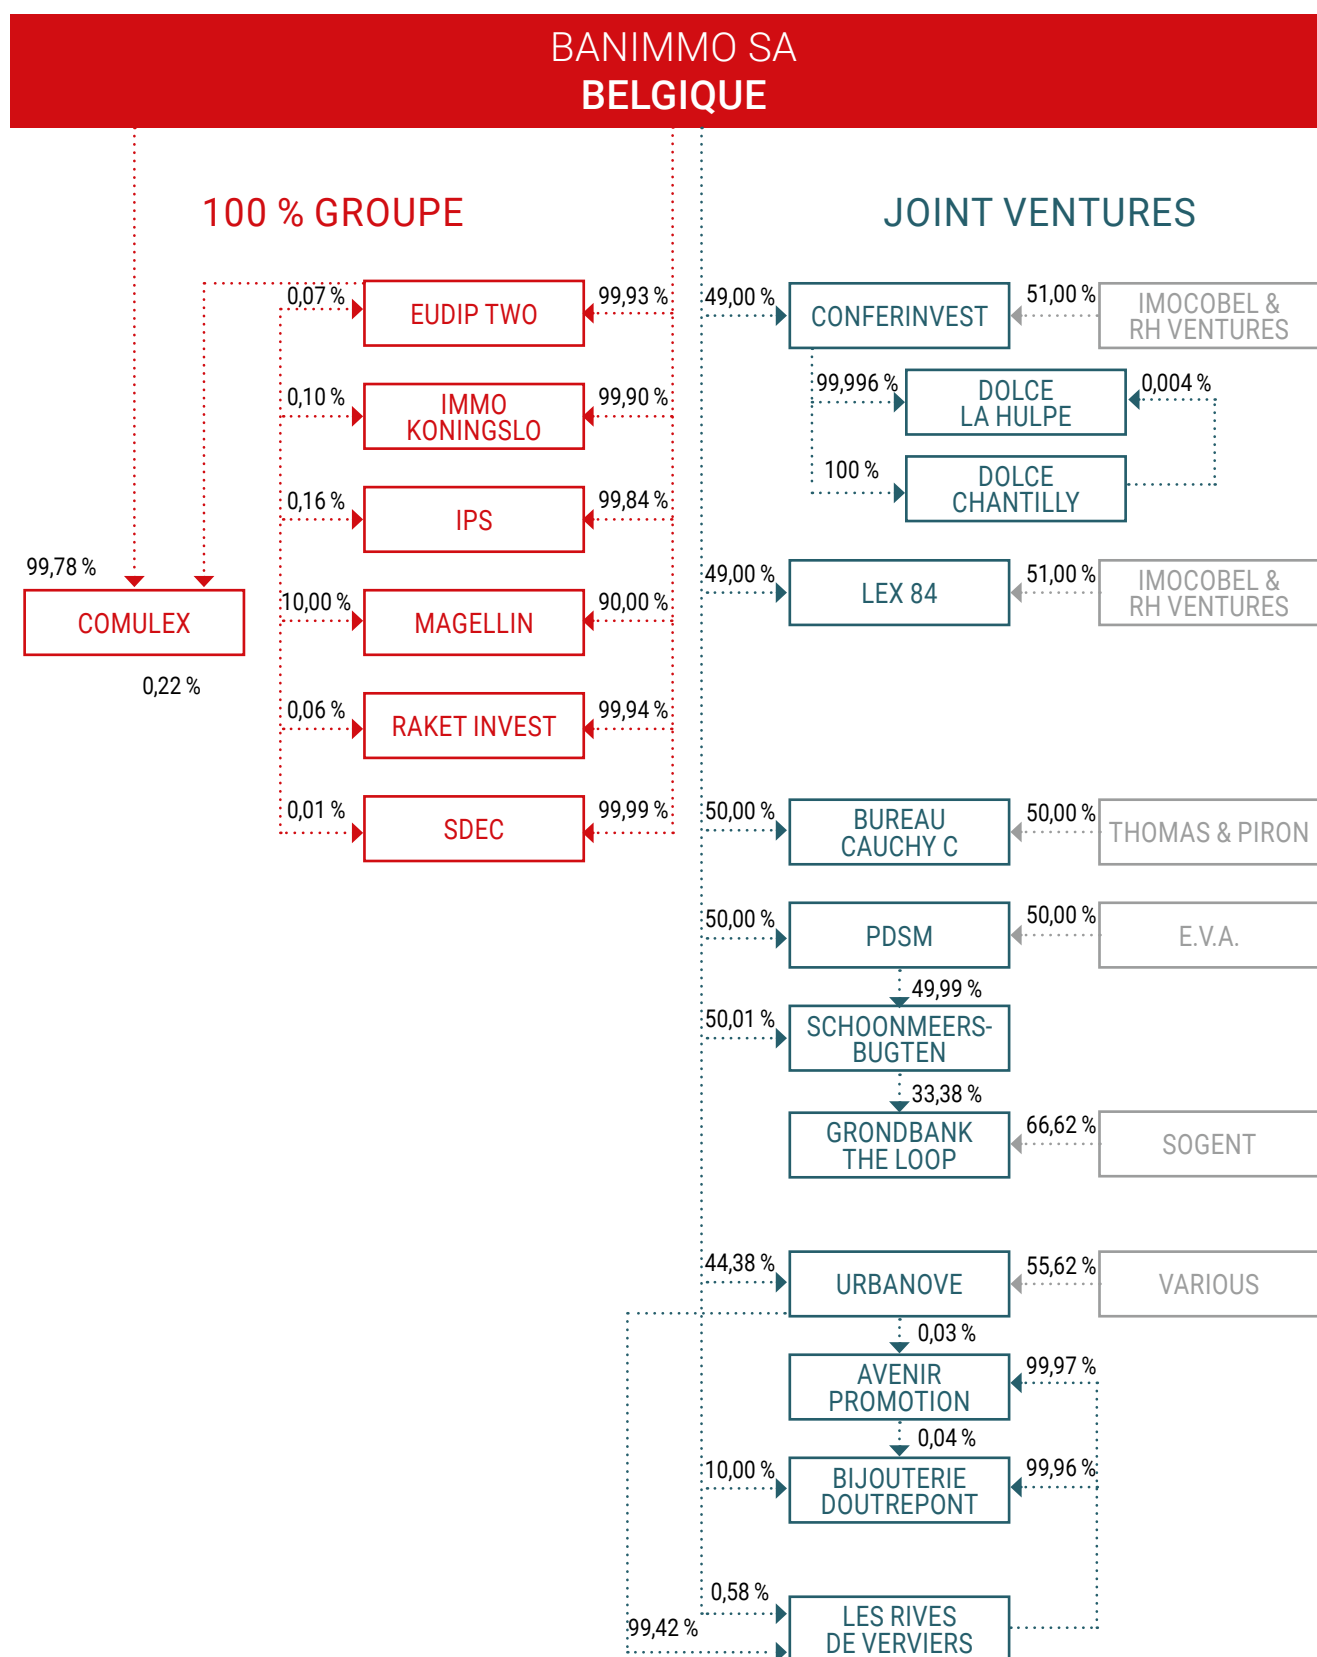 BANIMMO SA
BELGIQUE
100 % GROUPE
JOINT VENTURES
0,07 %
EUDIP TWO
99,93 %
0,10 %
IMMO
KONINGSLO
99,90 %
0,16 %
IPS
99,84 %
99,78 %
COMULEX
0,22 %
10,00 %
MAGELLIN
90,00 %
0,06 %
RAKET INVEST
99,94 %
0,01 %
SDEC
99,99 %
49,00 %
CONFERINVEST
51,00 %
IMOCOBEL &
RH VENTURES
99,996 %
DOLCE
LA HULPE
0,004 %
100 %
DOLCE
CHANTILLY
49,00 %
LEX 84
51,00 %
IMOCOBEL &
RH VENTURES
50,00 %
BUREAU
CAUCHY C
50,00 %
THOMAS & PIRON
50,00 %
PDSM
50,00 %
E.V.A.
49,99 %
50,01 %
SCHOONMEERS-
BUGTEN
33,38 %
GRONDBANK
THE LOOP
66,62 %
SOGENT
44,38 %
URBANOVE
55,62 %
VARIOUS
0,03 %
AVENIR
PROMOTION
99,97 %
0,04 %
10,00 %
BIJOUTERIE
DOUTREPONT
99,96 %
0,58 %
99,42 %
LES RIVES
DE VERVIERS